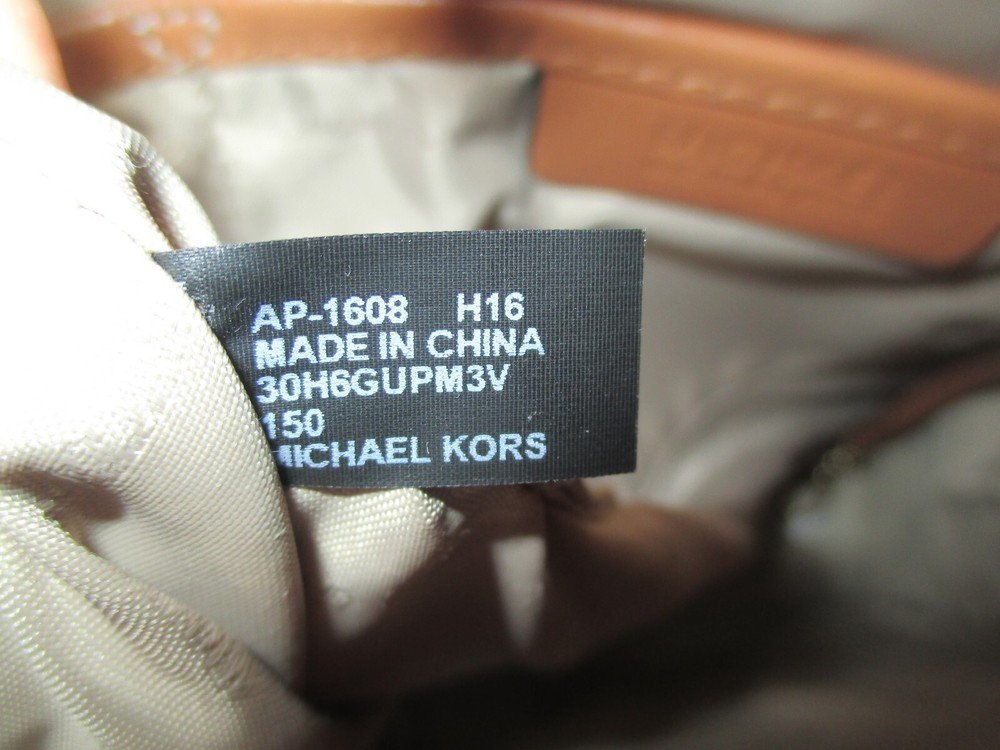 AP-1608 H16
MADE IN CHINA
30H6GUPM3V
150
MICHAEL KORS